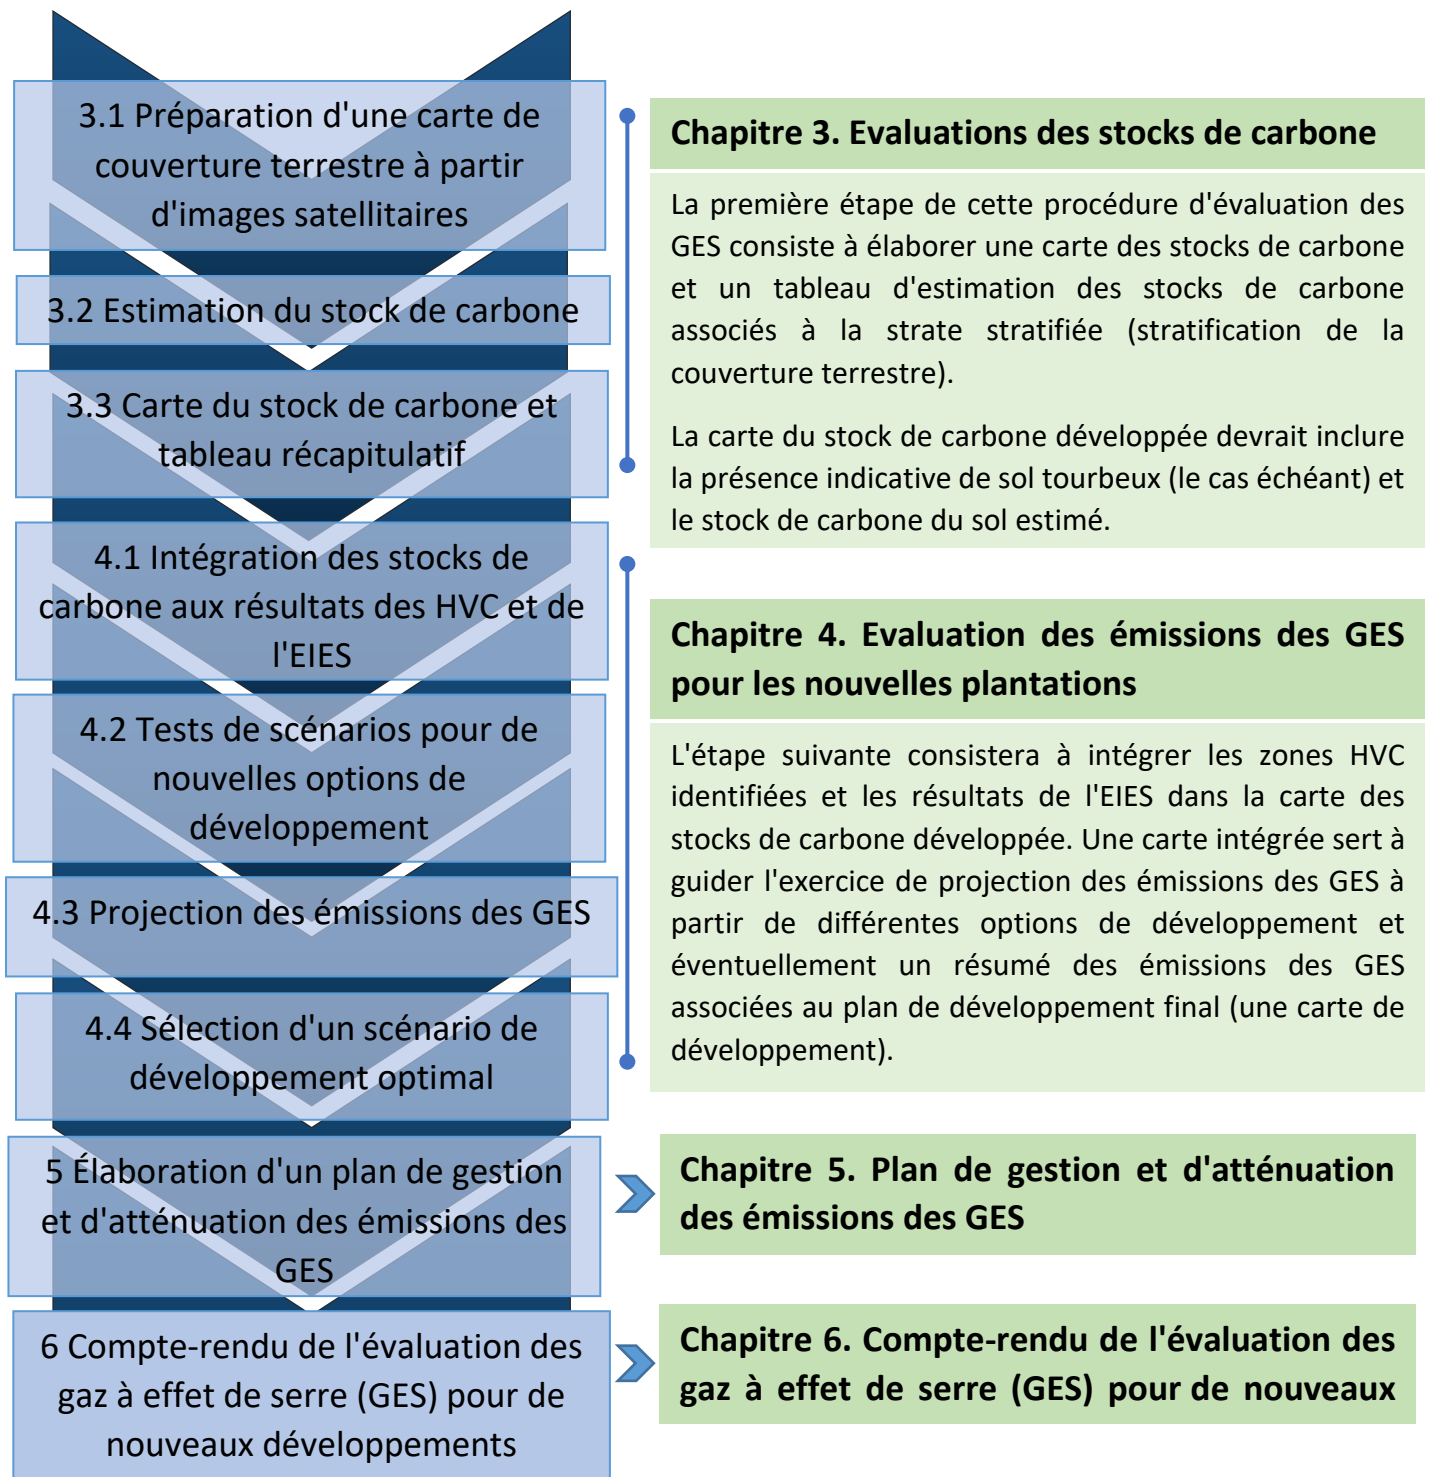 3.1 Préparation d'une carte de
couverture terrestre à partir
d'images satellitaires
3.2 Estimation du stock de carbone
3.3 Carte du stock de carbone et
tableau récapitulatif
4.1 Intégration des stocks de
carbone aux résultats des HVC et de
l'EIES
4.2 Tests de scénarios pour de
nouvelles options de
développement
4.3 Projection des émissions des GES
4.4 Sélection d'un scénario de
développement optimal
5 Élaboration d'un plan de gestion
et d'atténuation des émissions des
GES
6 Compte-rendu de l'évaluation des
gaz à effet de serre (GES) pour de
nouveaux développements
Chapitre 3. Evaluations des stocks de carbone
La première étape de cette procédure d'évaluation des
GES consiste à élaborer une carte des stocks de carbone
et un tableau d'estimation des stocks de carbone
associés à la strate stratifiée (stratification de la
couverture terrestre).
La carte du stock de carbone développée devrait inclure
la présence indicative de sol tourbeux (le cas échéant) et
le stock de carbone du sol estimé.
Chapitre 4. Evaluation des émissions des GES
pour les nouvelles plantations
L'étape suivante consistera à intégrer les zones HVC
identifiées et les résultats de l'EIES dans la carte des
stocks de carbone développée. Une carte intégrée sert à
guider l'exercice de projection des émissions des GES à
partir de différentes options de développement et
éventuellement un résumé des émissions des GES
associées au plan de développement final (une carte de
développement).
Chapitre 5. Plan de gestion et d'atténuation
des émissions des GES
Chapitre 6. Compte-rendu de l'évaluation des
gaz à effet de serre (GES) pour de nouveaux